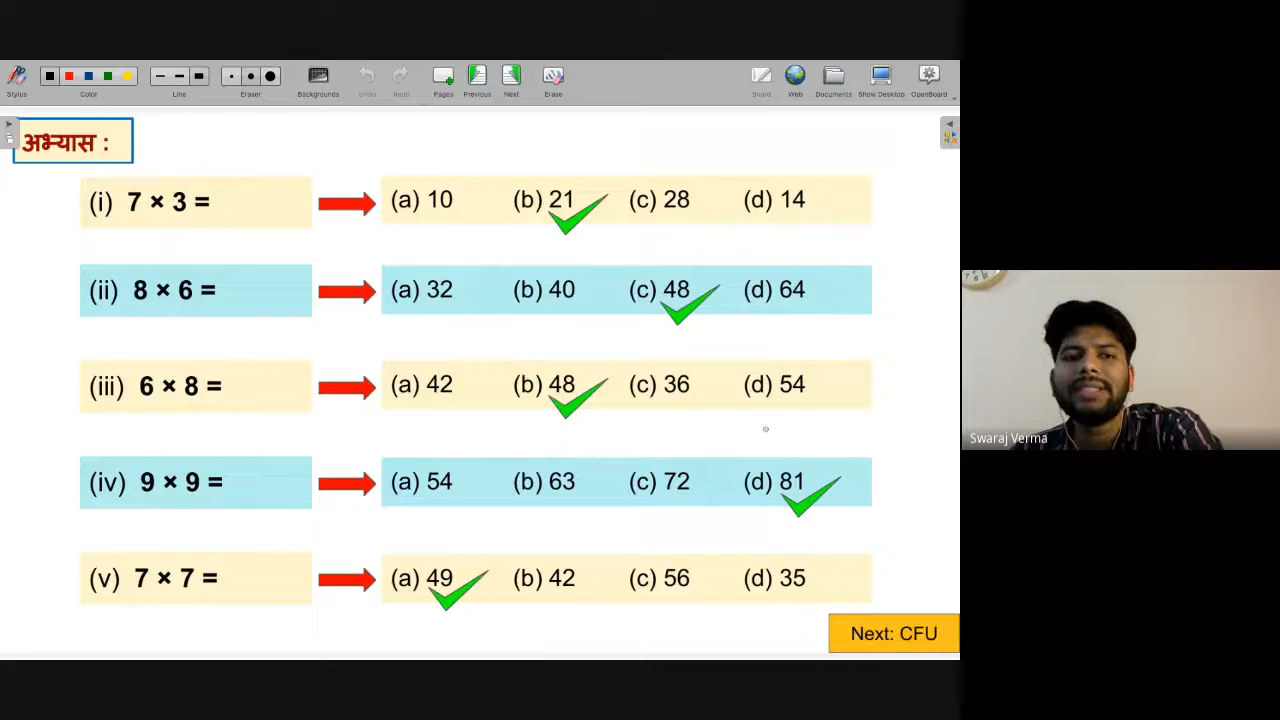 Stylus
Color
Line
Eraser
Backgrounds
Undo
Redo
Pages
Previous
Next
Erase
Board
Web
Documents
Show Desktop
OpenBoard
अभ्यास :
(i) 7 × 3 = (a) 10 (b) 21 (c) 28 (d) 14
(ii) 8 × 6 = (a) 32 (b) 40 (c) 48 (d) 64
(iii) 6 × 8 = (a) 42 (b) 48 (c) 36 (d) 54
(iv) 9 × 9 = (a) 54 (b) 63 (c) 72 (d) 81
(v) 7 × 7 = (a) 49 (b) 42 (c) 56 (d) 35
Next: CFU
Swaraj Verma